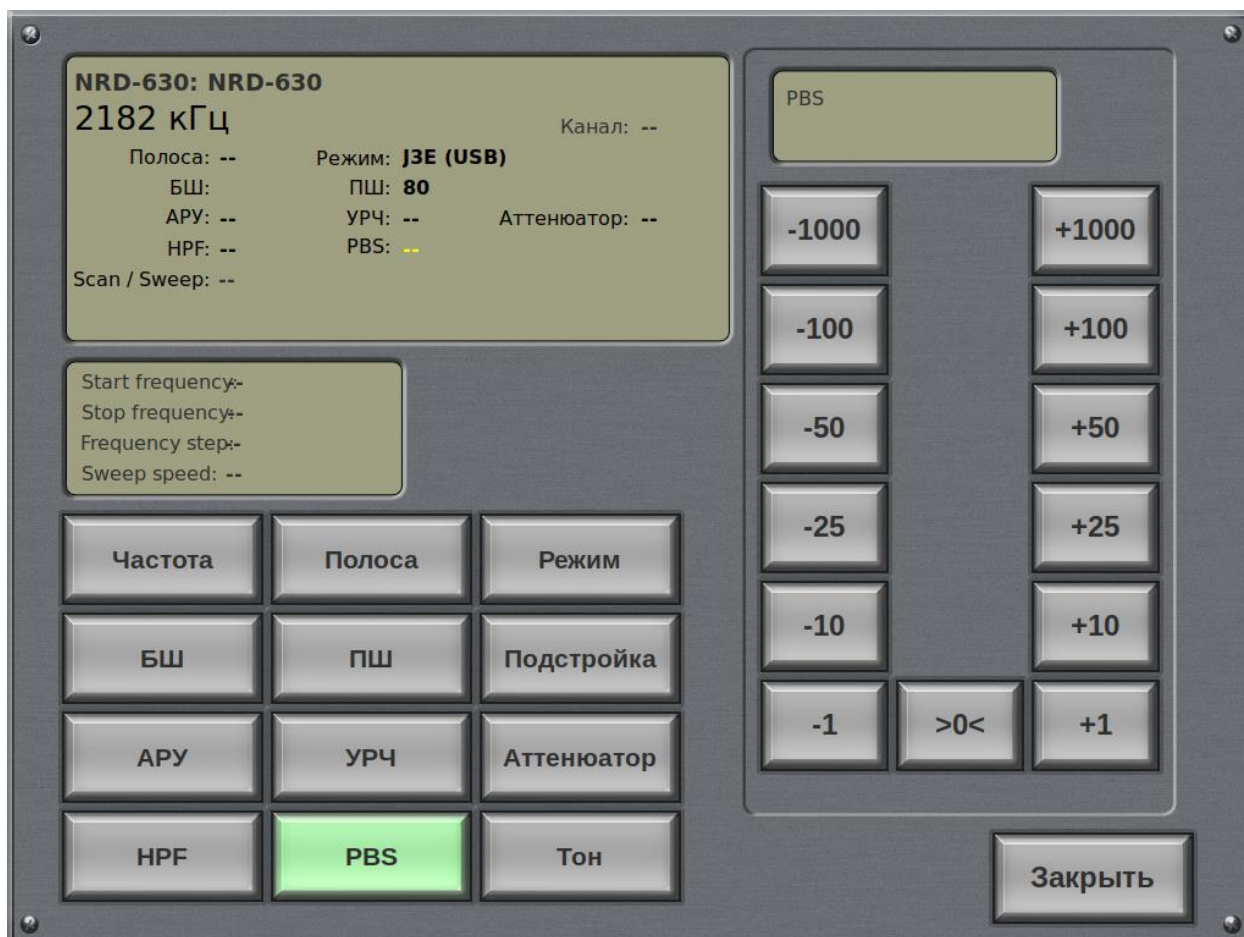 NRD-630: NRD-630
2182 кГц
Канал: --
Полоса: -- Режим: J3E (USB)
БШ: ПШ: 80
АРУ: -- УРЧ: -- Аттенюатор: --
HPF: -- PBS: --
Scan / Sweep: --
Start frequency:-
Stop frequency:-
Frequency step:-
Sweep speed: --
Частота Полоса Режим
БШ ПШ Подстройка
АРУ УРЧ Аттенюатор
HPF PBS Тон
PBS
-1000 +1000
-100 +100
-50 +50
-25 +25
-10 +10
-1 >0< +1
Закрыть